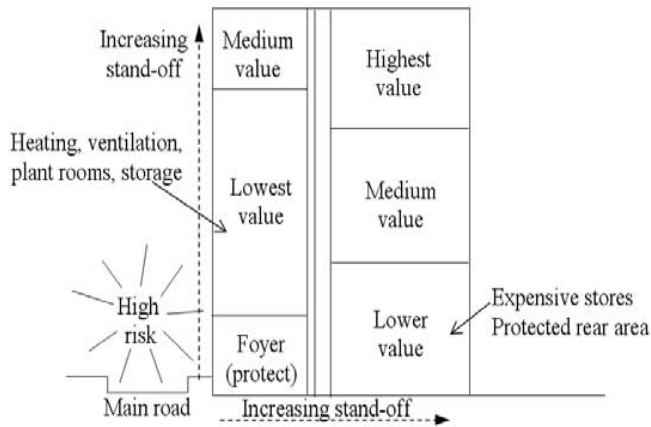 Increasing
stand-off
Medium
value
Highest
value
Heating, ventilation,
plant rooms, storage
Lowest
value
Medium
value
High
risk
Foyer
(protect)
Lower
value
Expensive stores
Protected rear area
Main road
Increasing stand-off